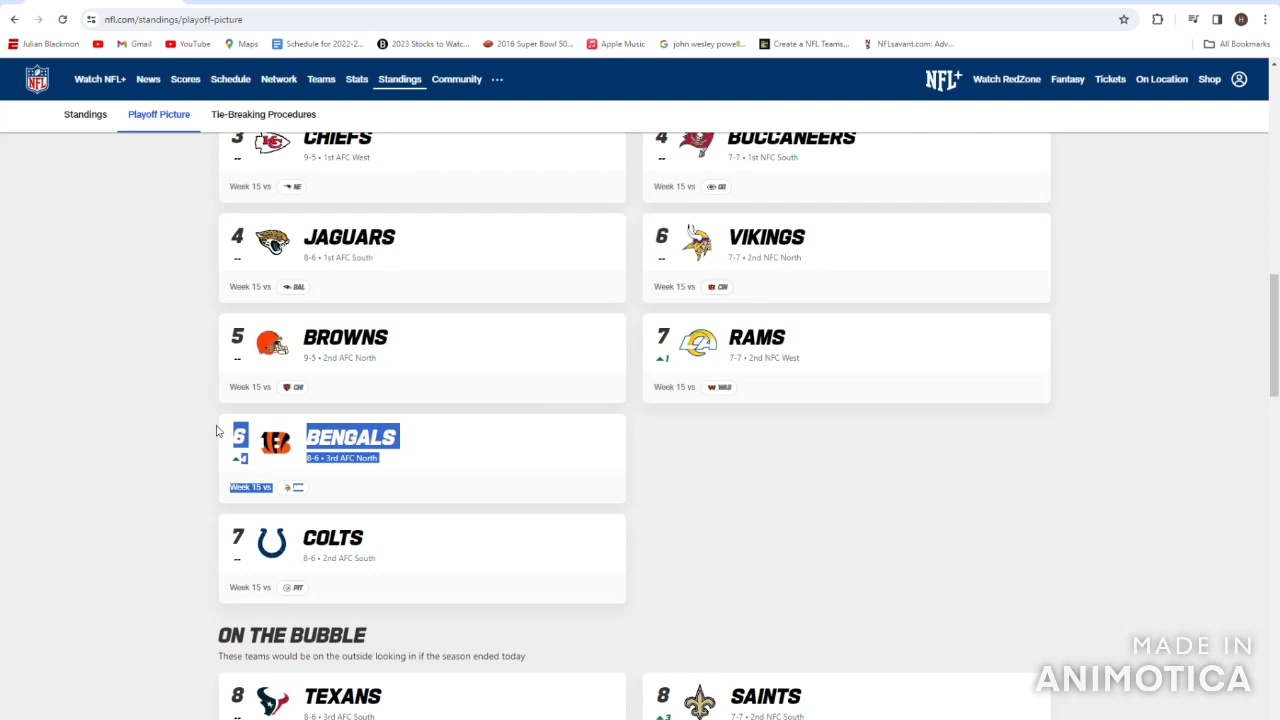 nfl.com/standings/playoff-picture
Julian Blackmon
Gmail
YouTube
Maps
Schedule for 2022-2...
2023 Stocks to Watc...
2016 Super Bowl 50...
Apple Music
john wesley powell...
Create a NFL Teams...
NFLsavant.com: Adv...
All Bookmarks
Watch NFL+ News Scores Schedule Network Teams Stats Standings Community ...
NFL+ Watch RedZone Fantasy Tickets On Location Shop
Standings Playoff Picture Tie-Breaking Procedures
3 CHIEFS
-- 9-5 • 1st AFC West
Week 15 vs NE
4 BUCCANEERS
-- 7-7 • 1st NFC South
Week 15 vs GB
4 JAGUARS
-- 8-6 • 1st AFC South
Week 15 vs BAL
6 VIKINGS
-- 7-7 • 2nd NFC North
Week 15 vs CIN
5 BROWNS
-- 9-5 • 2nd AFC North
Week 15 vs CHI
7 RAMS
1 7-7 • 2nd NFC West
Week 15 vs WAS
6 BENGALS
4 8-6 • 3rd AFC North
Week 15 vs
7 COLTS
-- 8-6 • 2nd AFC South
Week 15 vs PIT
ON THE BUBBLE
These teams would be on the outside looking in if the season ended today
8 TEXANS
-- 8-6 • 3rd AFC South
8 SAINTS
3 7-7 • 2nd NFC South
MADE IN
ANIMOTICA